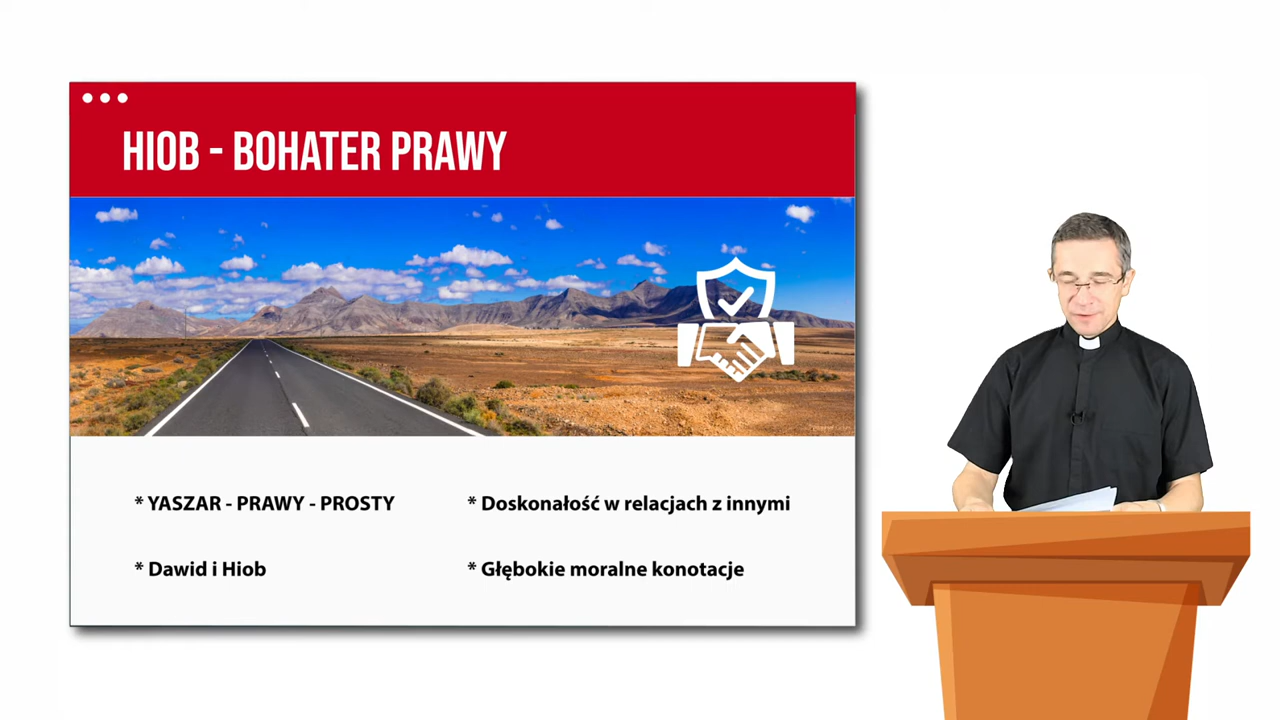 HIOB - BOHATER PRAWY
* YASZAR - PRAWY - PROSTY
* Doskonałość w relacjach z innymi
* Dawid i Hiob
* Głębokie moralne konotacje